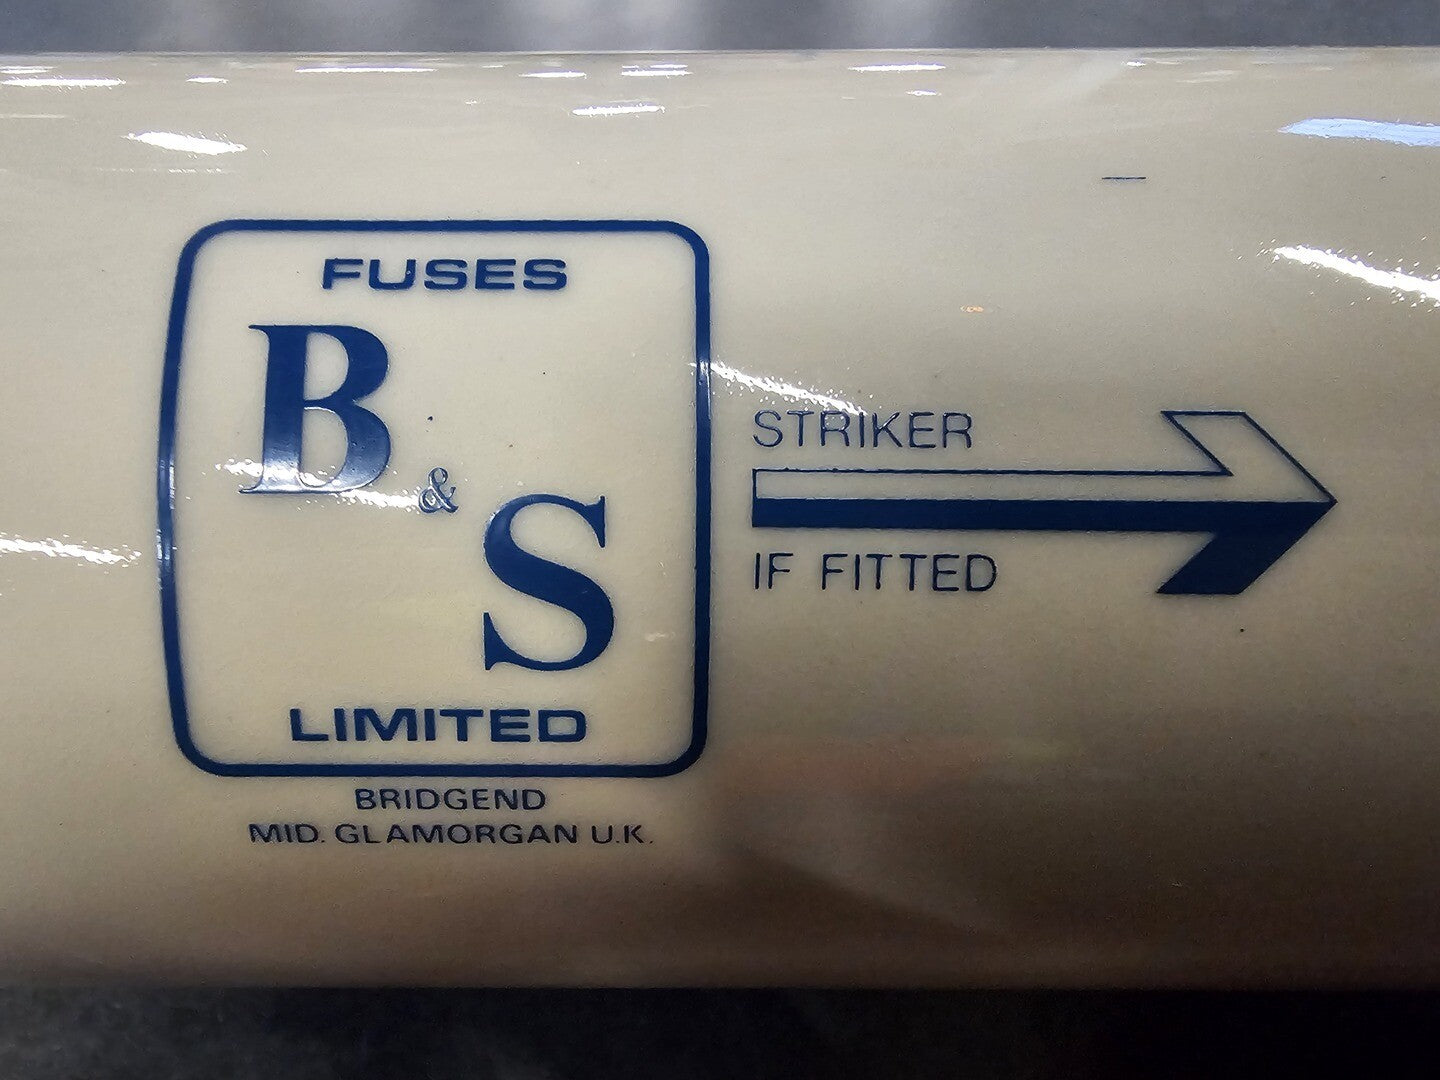 FUSES
B
&
S
LIMITED
BRIDGEND
MID. GLAMORGAN U.K.
STRIKER
IF FITTED